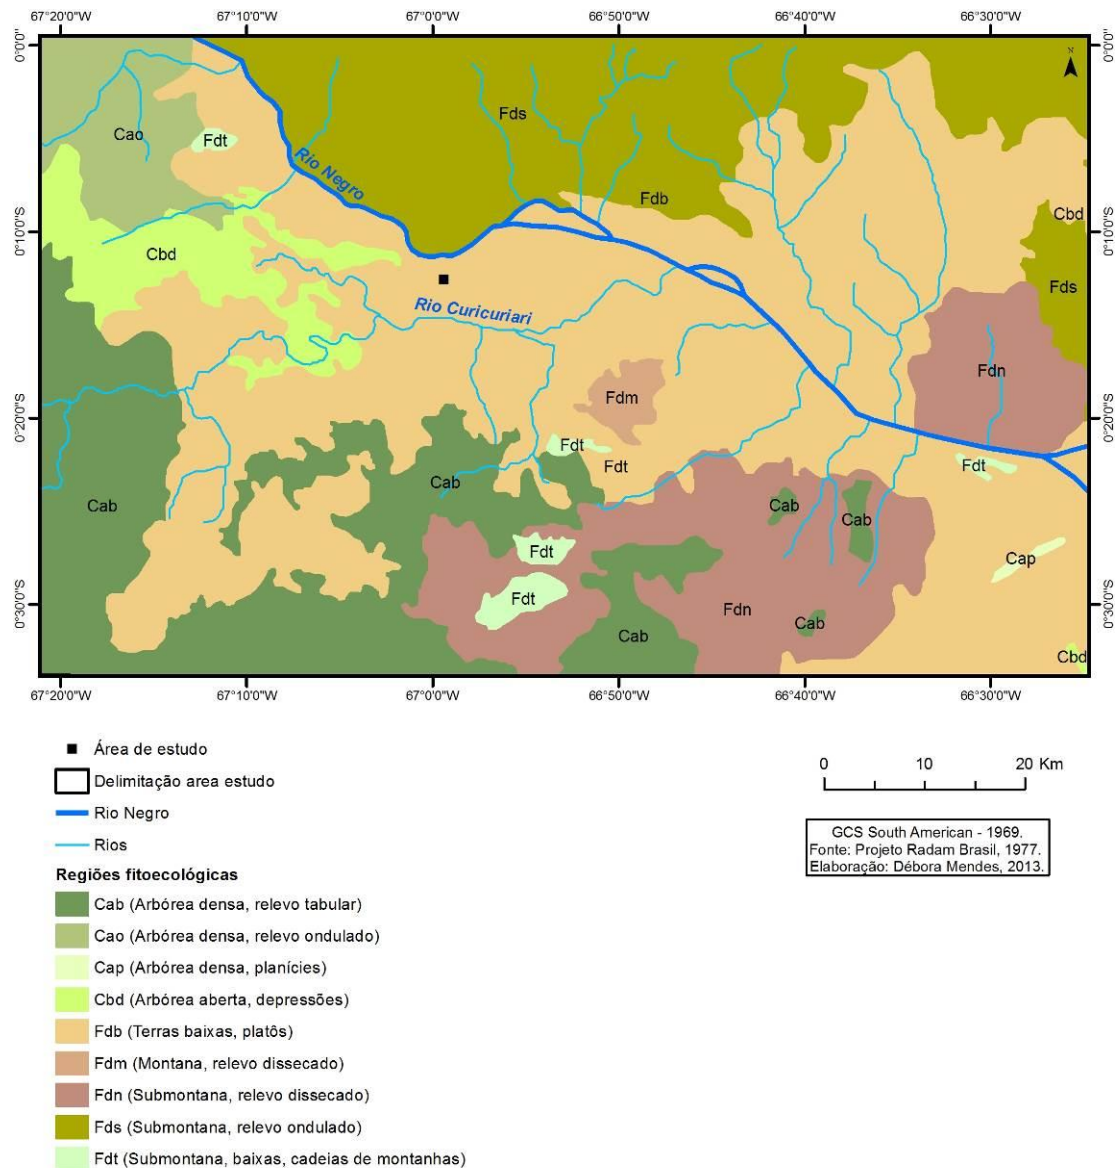 67°20'0"W 67°10'0"W 67°0'0"W 66°50'0"W 66°40'0"W 66°30'0"W
0°0'0" 0°0'0"
N
Cao
Fdt
Fds
Rio Negro
Fdb
Cbd
0°10'0"S 0°10'0"S
Cbd
Fds
Rio Curicuriari
Fdn
Fdm
0°20'0"S 0°20'0"S
Fdt
Fdt
Fdt
Cab
Cab
Cab
Cab
Fdt
Cap
Fdt
0°30'0"S 0°30'0"S
Fdn
Cab
Cab
Cbd
67°20'0"W 67°10'0"W 67°0'0"W 66°50'0"W 66°40'0"W 66°30'0"W
Área de estudo
Delimitação area estudo
Rio Negro
Rios
Regiões fitoecológicas
Cab (Arbórea densa, relevo tabular)
Cao (Arbórea densa, relevo ondulado)
Cap (Arbórea densa, planícies)
Cbd (Arbórea aberta, depressões)
Fdb (Terras baixas, platôs)
Fdm (Montana, relevo dissecado)
Fdn (Submontana, relevo dissecado)
Fds (Submontana, relevo ondulado)
Fdt (Submontana, baixas, cadeias de montanhas)
0 10 20 Km
GCS South American - 1969.
Fonte: Projeto Radam Brasil, 1977.
Elaboração: Débora Mendes, 2013.